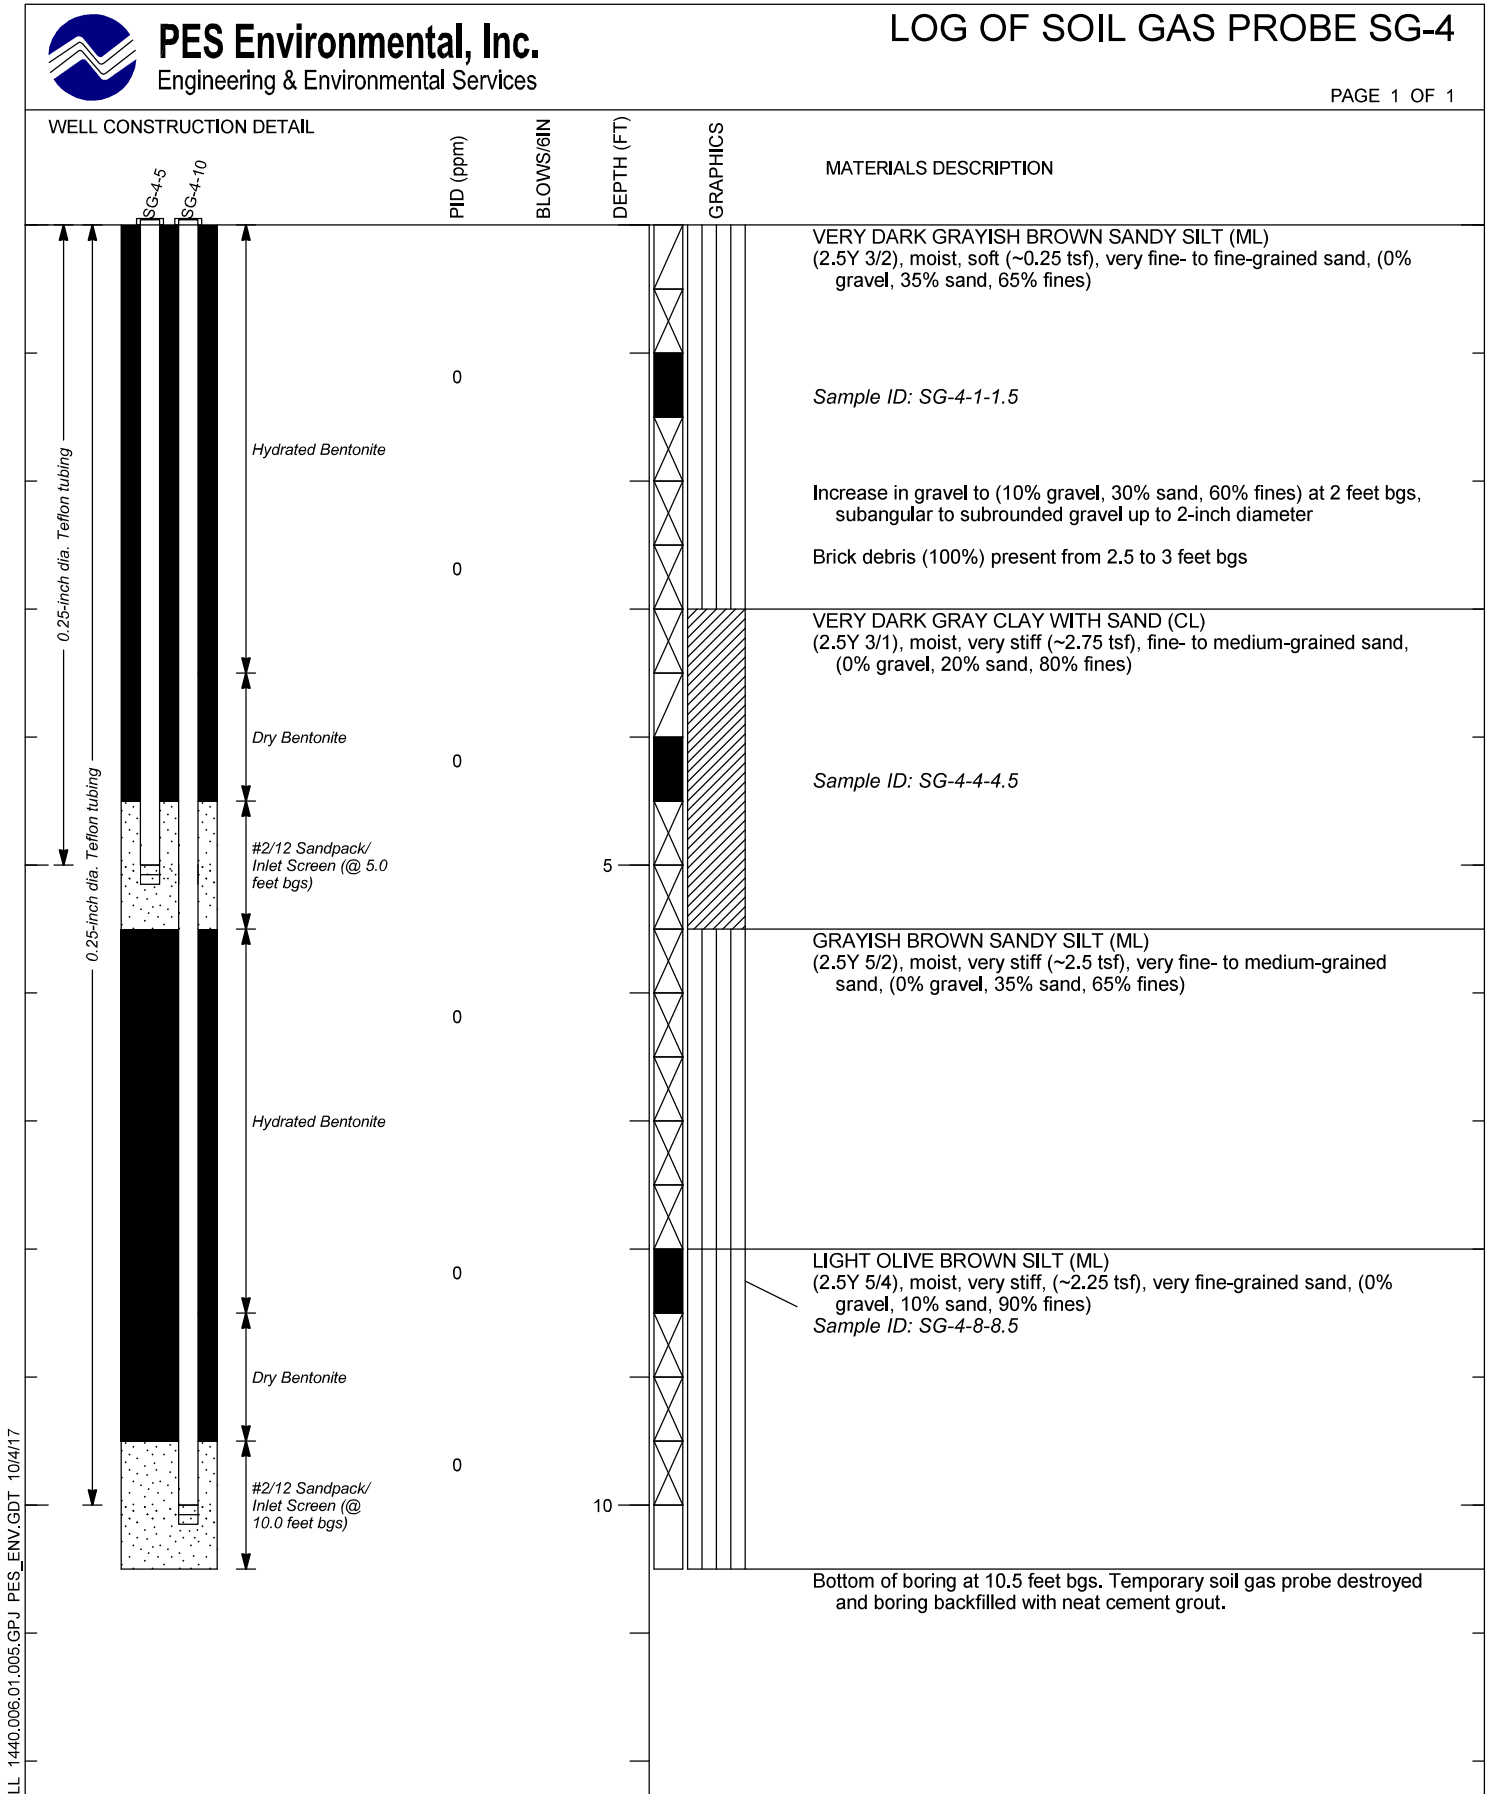 PES Environmental, Inc.
Engineering & Environmental Services
LOG OF SOIL GAS PROBE SG-4
PAGE 1 OF 1
WELL CONSTRUCTION DETAIL
SG-4-5
SG-4-10
PID (ppm)
BLOWS/6IN
DEPTH (FT)
GRAPHICS
MATERIALS DESCRIPTION
VERY DARK GRAYISH BROWN SANDY SILT (ML)
(2.5Y 3/2), moist, soft (~0.25 tsf), very fine- to fine-grained sand, (0%
gravel, 35% sand, 65% fines)
0
Sample ID: SG-4-1-1.5
Hydrated Bentonite
0.25-inch dia. Teflon tubing
Increase in gravel to (10% gravel, 30% sand, 60% fines) at 2 feet bgs,
subangular to subrounded gravel up to 2-inch diameter
0
Brick debris (100%) present from 2.5 to 3 feet bgs
VERY DARK GRAY CLAY WITH SAND (CL)
(2.5Y 3/1), moist, very stiff (~2.75 tsf), fine- to medium-grained sand,
(0% gravel, 20% sand, 80% fines)
Dry Bentonite
0
Sample ID: SG-4-4-4.5
0.25-inch dia. Teflon tubing
#2/12 Sandpack/
Inlet Screen (@ 5.0
feet bgs)
5
GRAYISH BROWN SANDY SILT (ML)
(2.5Y 5/2), moist, very stiff (~2.5 tsf), very fine- to medium-grained
sand, (0% gravel, 35% sand, 65% fines)
0
Hydrated Bentonite
LIGHT OLIVE BROWN SILT (ML)
(2.5Y 5/4), moist, very stiff, (~2.25 tsf), very fine-grained sand, (0%
gravel, 10% sand, 90% fines)
0
Sample ID: SG-4-8-8.5
Dry Bentonite
0
#2/12 Sandpack/
Inlet Screen (@
10.0 feet bgs)
10
Bottom of boring at 10.5 feet bgs. Temporary soil gas probe destroyed
and boring backfilled with neat cement grout.
LL 1440.006.01.005.GPJ PES_ENV.GDT 10/4/17